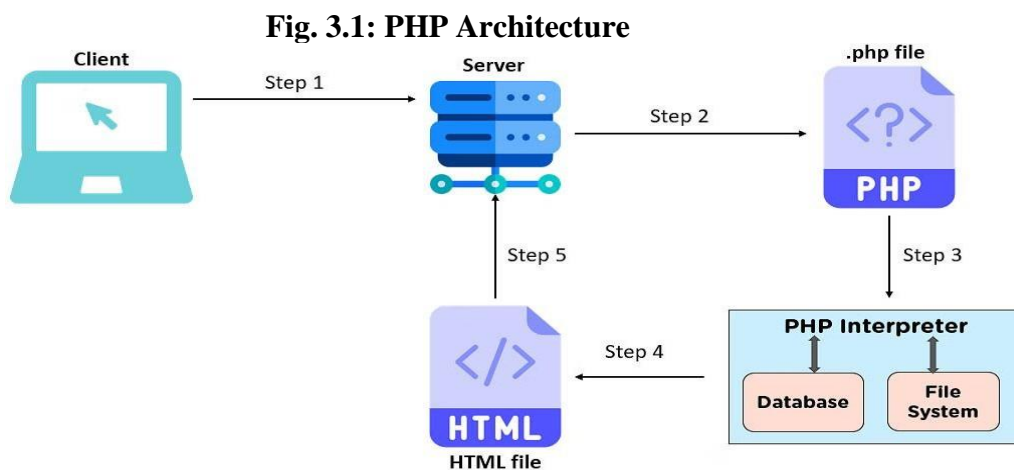 Fig. 3.1: PHP Architecture
Client
Server
.php file
Step 1
Step 2
<?>
PHP
Step 5
Step 3
</>
HTML
HTML file
Step 4
PHP Interpreter
Database
File
System